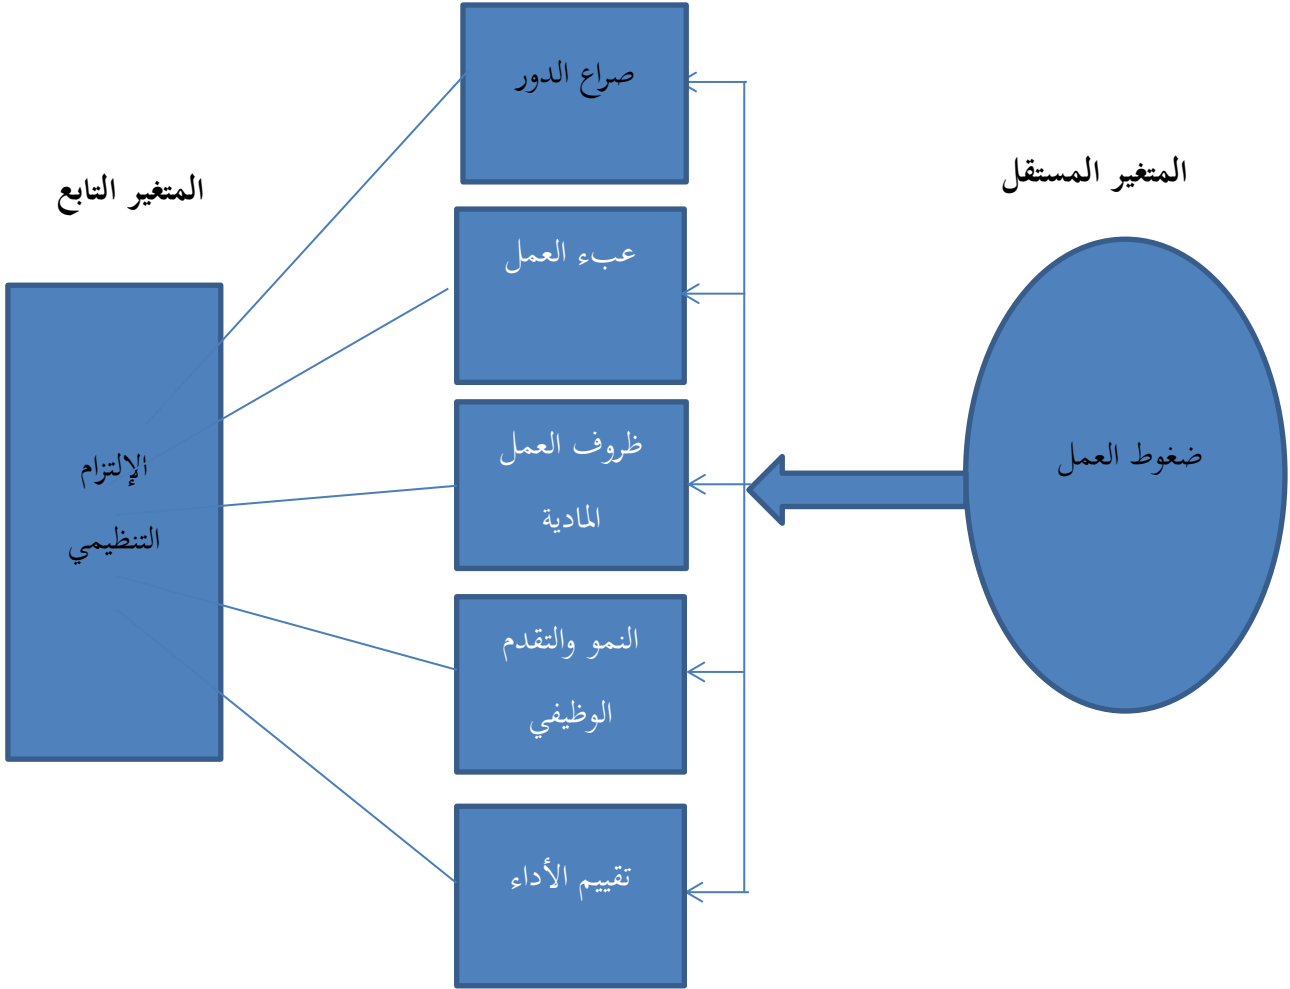 المتغير المستقل
ضغوط العمل
صراع الدور
عبء العمل
ظروف العمل
المادية
النمو والتقدم
الوظيفي
تقييم الأداء
المتغير التابع
الإلتزام
التنظيمي